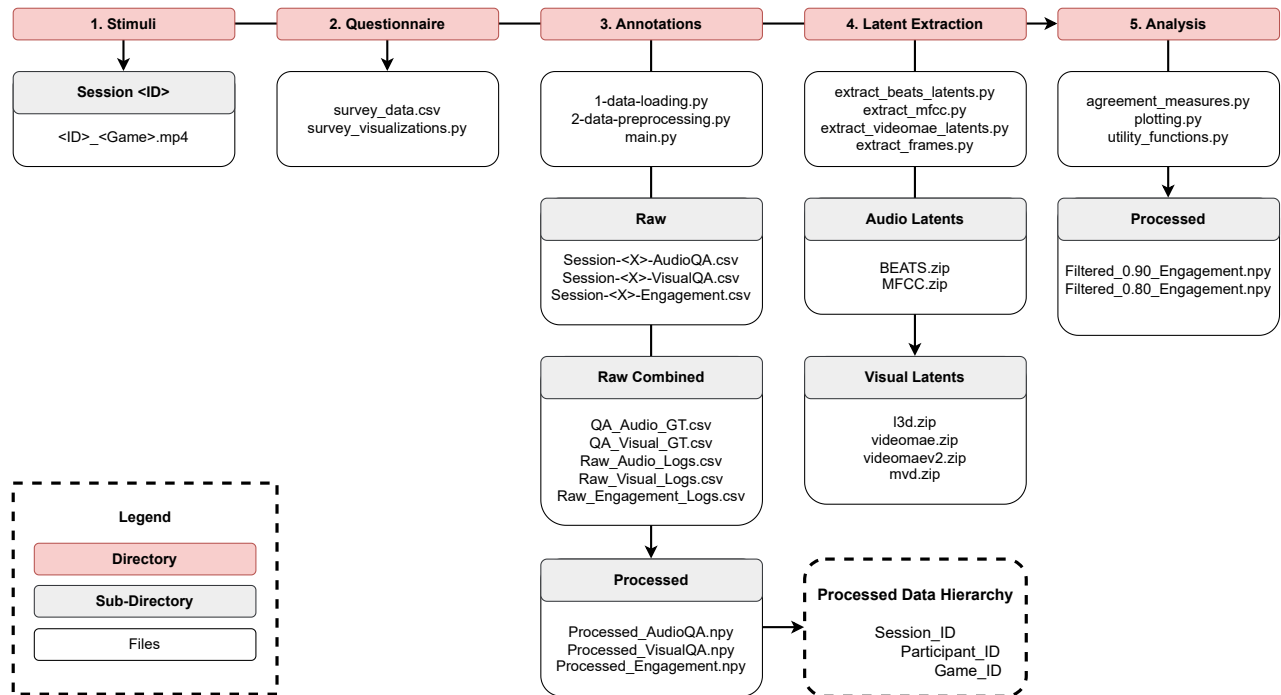 1. Stimuli
2. Questionnaire
3. Annotations
4. Latent Extraction
5. Analysis
Session <ID>
<ID>_<Game>.mp4
survey_data.csv
survey_visualizations.py
1-data-loading.py
2-data-preprocessing.py
main.py
Raw
Session-<X>-AudioQA.csv
Session-<X>-VisualQA.csv
Session-<X>-Engagement.csv
Raw Combined
QA_Audio_GT.csv
QA_Visual_GT.csv
Raw_Audio_Logs.csv
Raw_Visual_Logs.csv
Raw_Engagement_Logs.csv
Processed
Processed_AudioQA.npy
Processed_VisualQA.npy
Processed_Engagement.npy
Processed Data Hierarchy
Session_ID
Participant_ID
Game_ID
extract_beats_latents.py
extract_mfcc.py
extract_videomae_latents.py
extract_frames.py
Audio Latents
BEATS.zip
MFCC.zip
Visual Latents
I3d.zip
videomae.zip
videomaev2.zip
mvd.zip
agreement_measures.py
plotting.py
utility_functions.py
Processed
Filtered_0.90_Engagement.npy
Filtered_0.80_Engagement.npy
Legend
Directory
Sub-Directory
Files